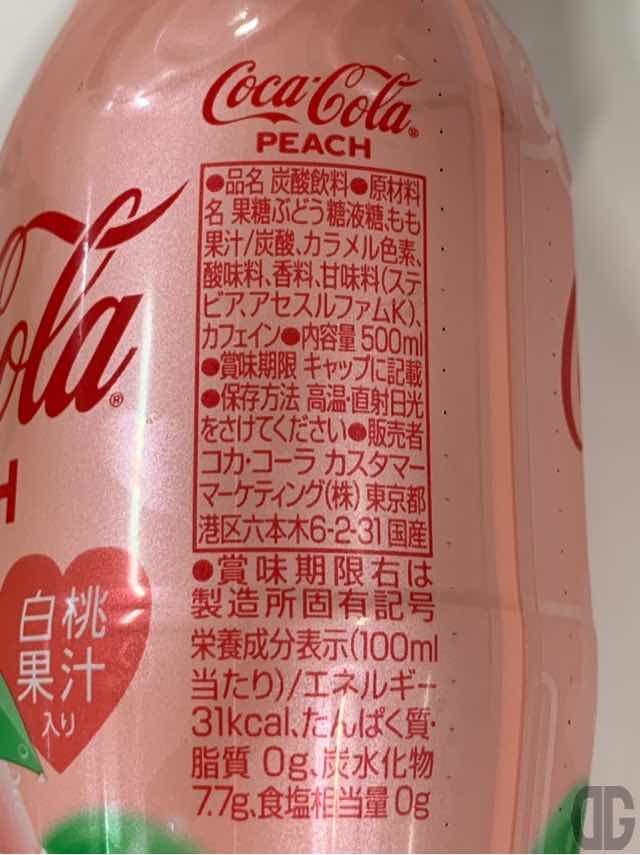 Coca-Cola®
PEACH
●品名 炭酸飲料●原材料
名 果糖ぶどう糖液糖、もも
果汁/炭酸、カラメル色素、
酸味料、香料、甘味料(ステ
ビア、アセスルファムK)、
カフェイン●内容量 500ml
●賞味期限 キャップに記載
●保存方法 高温・直射日光
をさけてください●販売者
コカ・コーラ カスタマー
マーケティング(株) 東京都
港区六本木6-2-31 国産
●賞味期限右は
製造所固有記号
栄養成分表示(100ml
当たり)/エネルギー
31kcal、たんぱく質・
脂質 0g、炭水化物
7.7g、食塩相当量 0g
ola®
H
白桃
果汁
入り
DG